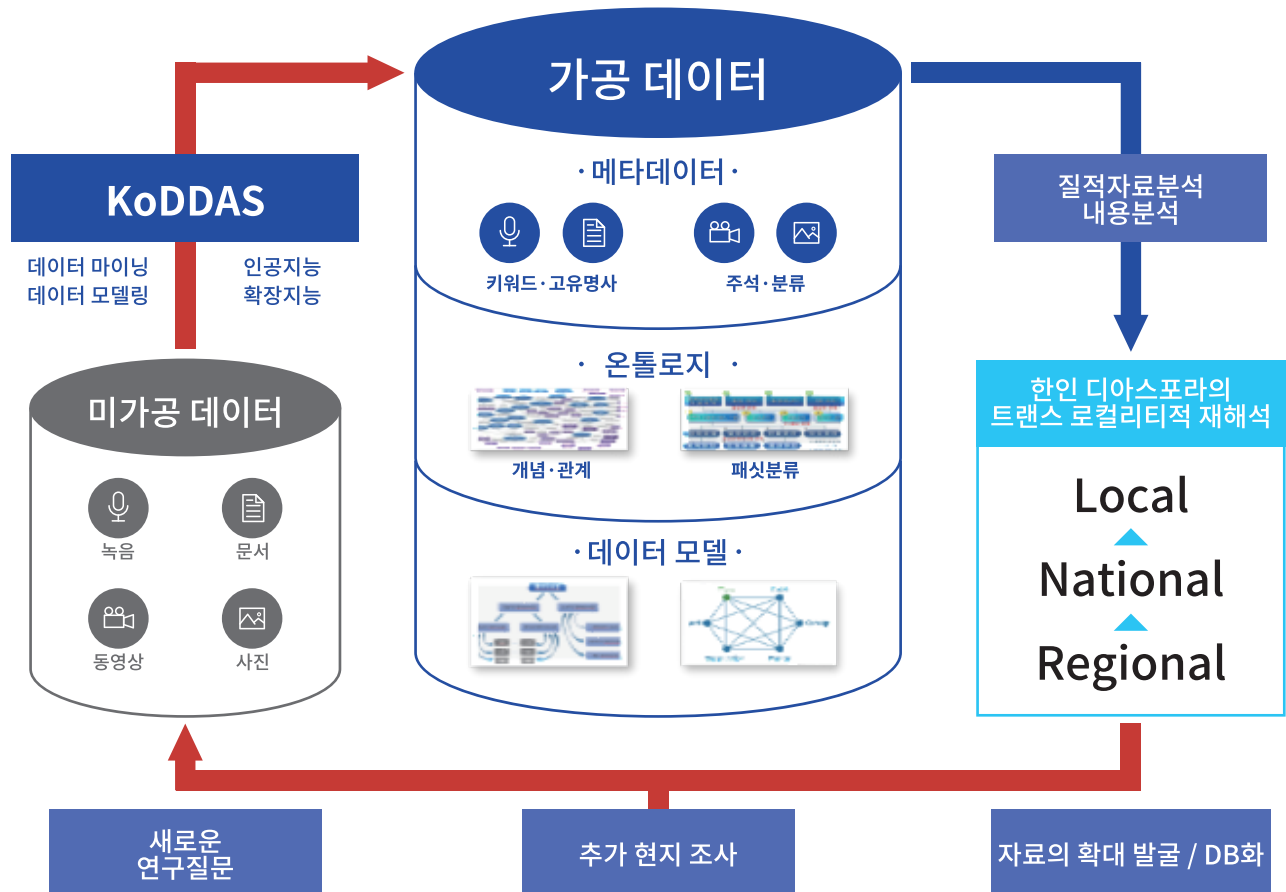 가공 데이터
KoDDAS
데이터 마이닝
데이터 모델링
인공지능
확장지능
미가공 데이터
녹음
문서
동영상
사진
· 메타데이터 ·
키워드·고유명사
주석·분류
· 온톨로지 ·
개념·관계
패싯분류
· 데이터 모델 ·
질적자료분석
내용분석
한인 디아스포라의
트랜스 로컬리티적 재해석
Local
National
Regional
새로운
연구질문
추가 현지 조사
자료의 확대 발굴 / DB화